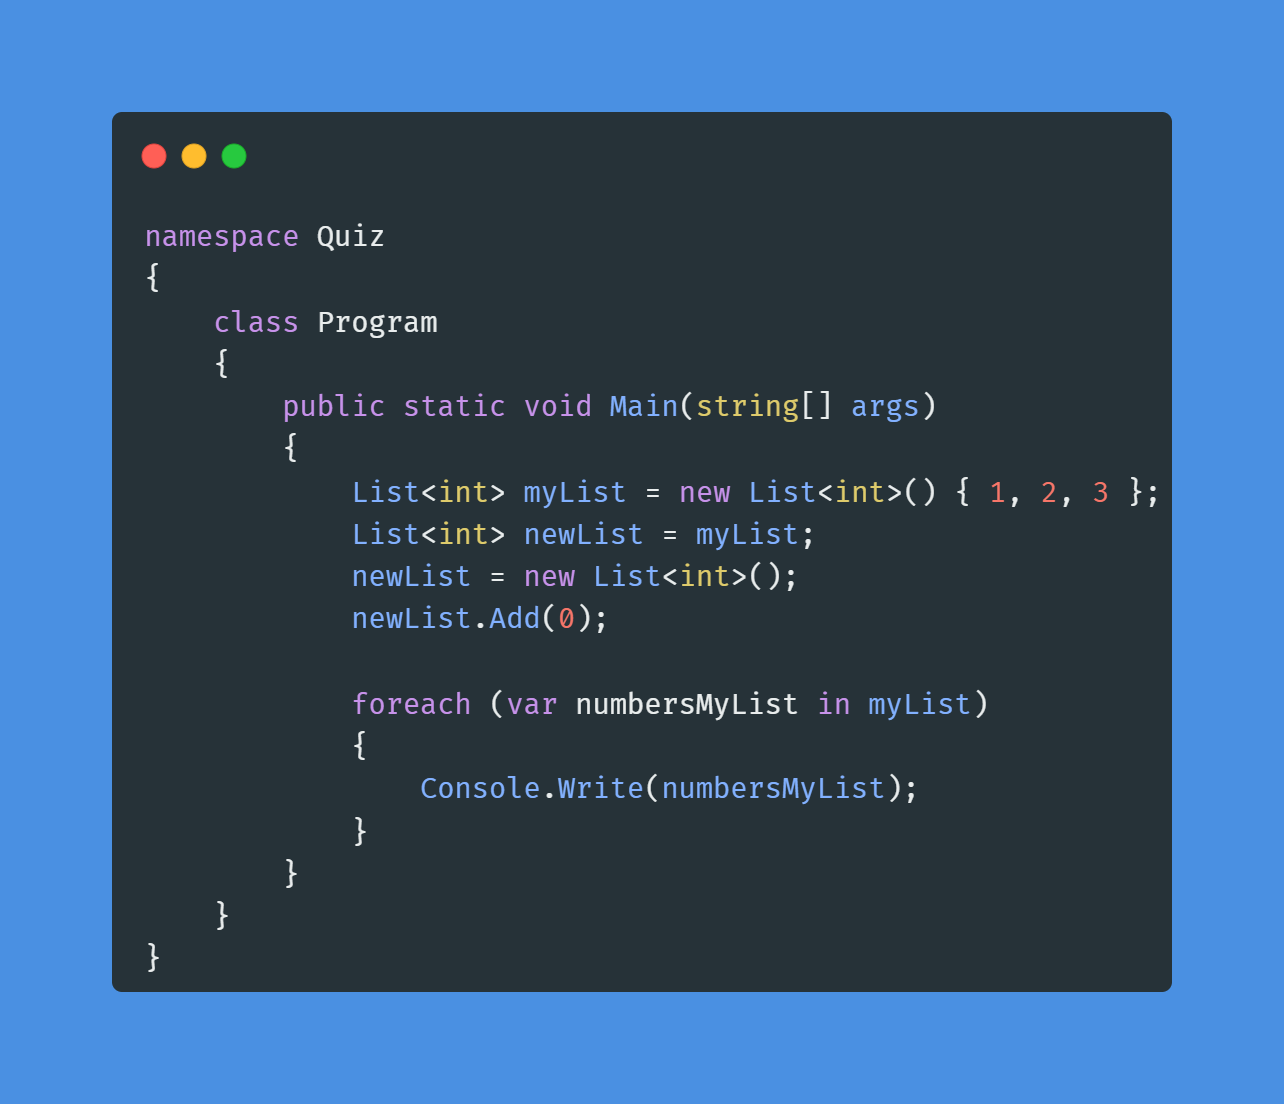 namespace Quiz
{
    class Program
    {
        public static void Main(string[] args)
        {
            List<int> myList = new List<int>() { 1, 2, 3 };
            List<int> newList = myList;
            newList = new List<int>();
            newList.Add(0);

            foreach (var numbersMyList in myList)
            {
                Console.Write(numbersMyList);
            }
        }
    }
}